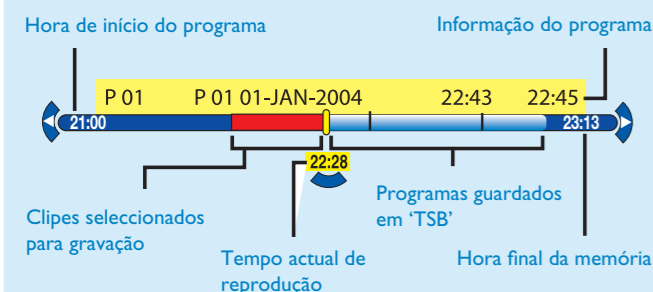 Hora de início do programa
Informação do programa
P 01 P 01 01-JAN-2004 22:43 22:45
21:00
23:13
22:28
Clipes seleccionados
para gravação
Tempo actual de
reprodução
Programas guardados
em ‘TSB’
Hora final da memória